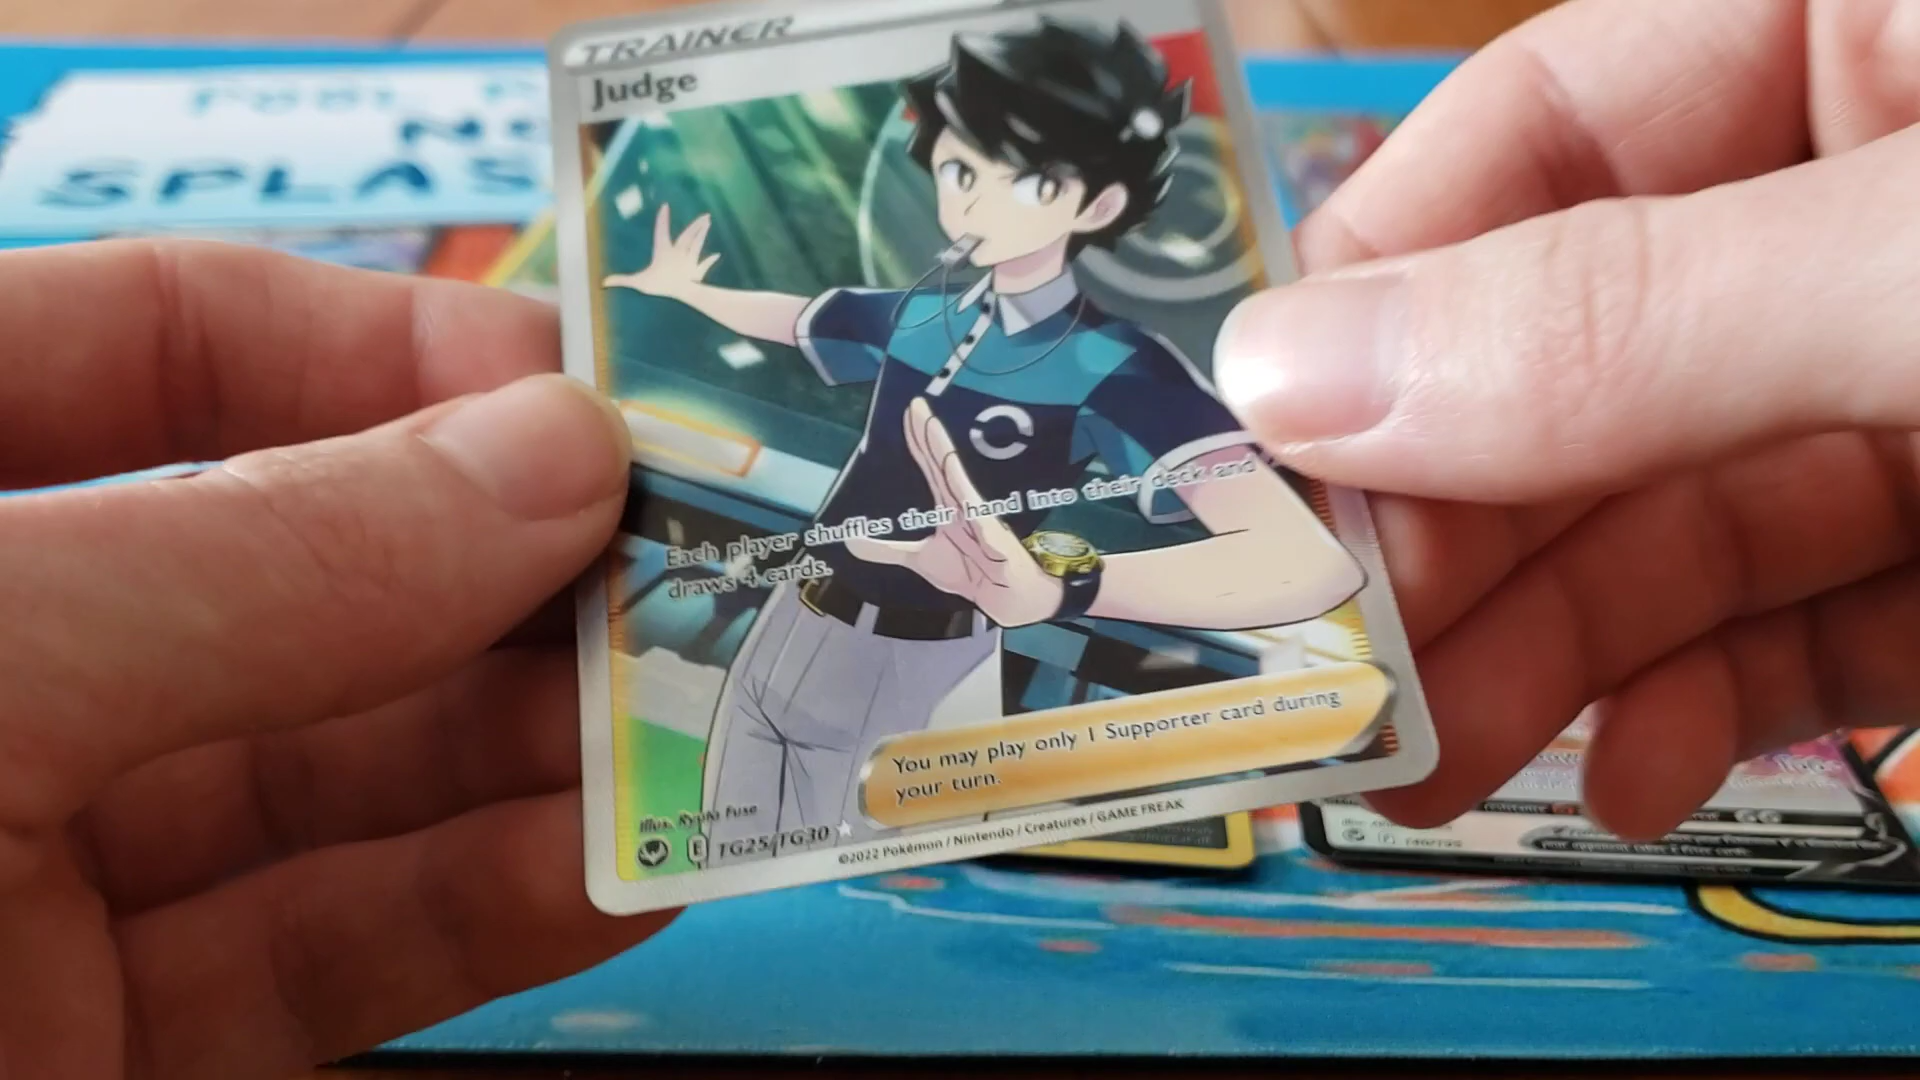 TRAINER
Judge
SPLAS
Each player shuffles their hand into their deck and
draws 4 cards.
You may play only 1 Supporter card during
your turn.
Illus. Ryuta Fuse
E TG25/TG30
©2022 Pokémon / Nintendo / Creatures / GAME FREAK